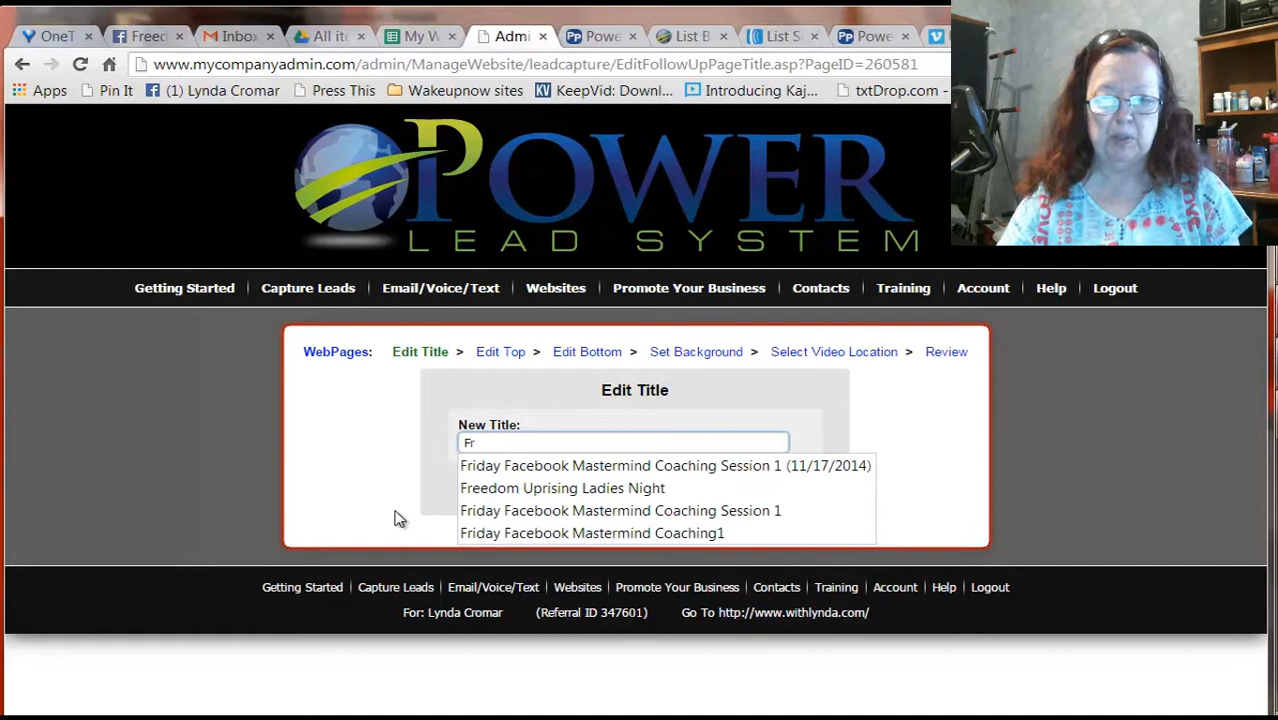 OneT
Freed
Inbox
All ite
My W
Admi
Powe
List B
List S
Powe
www.mycompanyadmin.com/admin/ManageWebsite/leadcapture/EditFollowUpPageTitle.asp?PageID=260581
Apps
Pin It
(1) Lynda Cromar
Press This
Wakeupnow sites
KeepVid: Downl...
Introducing Kaj...
txtDrop.com -
POWER
LEAD SYSTEM
Getting Started | Capture Leads | Email/Voice/Text | Websites | Promote Your Business | Contacts | Training | Account | Help | Logout
WebPages: Edit Title > Edit Top > Edit Bottom > Set Background > Select Video Location > Review
Edit Title
New Title:
Fr
Friday Facebook Mastermind Coaching Session 1 (11/17/2014)
Freedom Uprising Ladies Night
Friday Facebook Mastermind Coaching Session 1
Friday Facebook Mastermind Coaching1
Getting Started | Capture Leads | Email/Voice/Text | Websites | Promote Your Business | Contacts | Training | Account | Help | Logout
For: Lynda Cromar (Referral ID 347601) Go To http://www.withlynda.com/